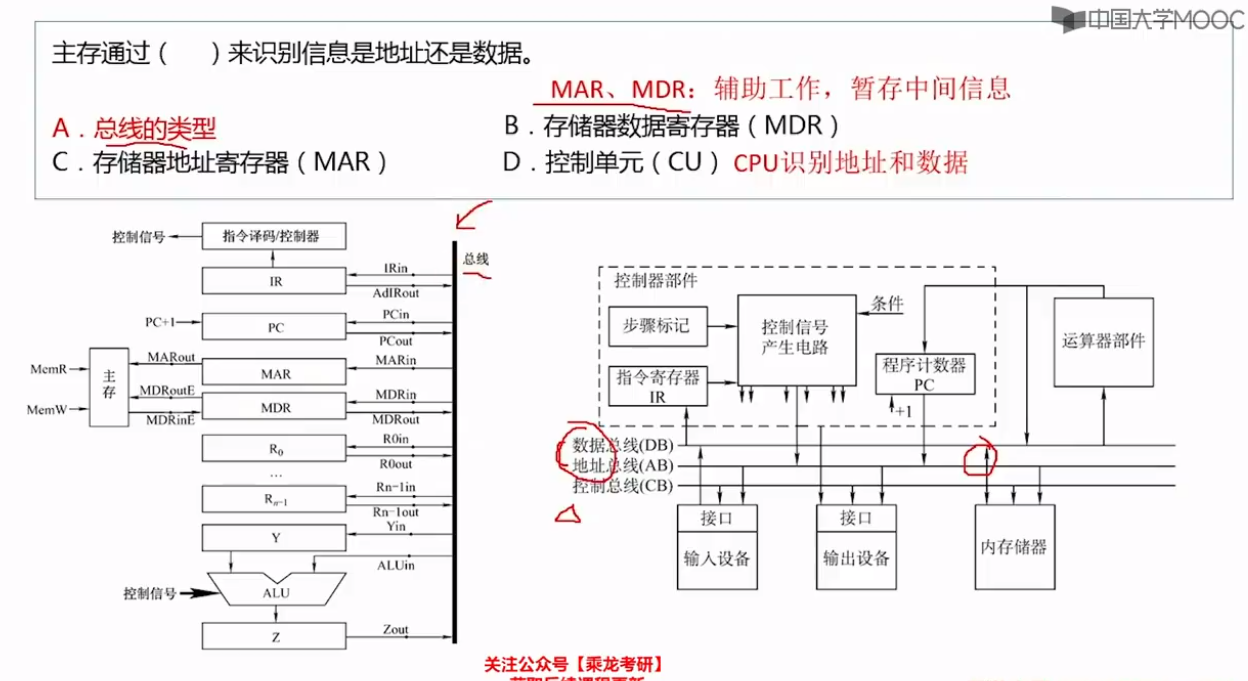 中国大学MOOC
主存通过（　　）来识别信息是地址还是数据。
MAR、MDR：辅助工作，暂存中间信息
A．总线的类型
B．存储器数据寄存器（MDR）
C．存储器地址寄存器（MAR）
D．控制单元（CU）CPU识别地址和数据
控制信号
指令译码/控制器
总线
IR
IRin
AdIRout
PC+1
PC
PCin
PCout
MemR
MemW
主存
MARout
MAR
MARin
MDRoutE
MDRinE
MDR
MDRin
MDRout
R0
R0in
R0out
…
Rn-1
Rn-1in
Rn-1out
Y
Yin
ALUin
控制信号
ALU
Z
Zout
控制器部件
步骤标记
控制信号
产生电路
条件
指令寄存器
IR
程序计数器
PC
+1
运算器部件
数据总线(DB)
地址总线(AB)
控制总线(CB)
接口
输入设备
接口
输出设备
内存储器
关注公众号【乘龙考研】